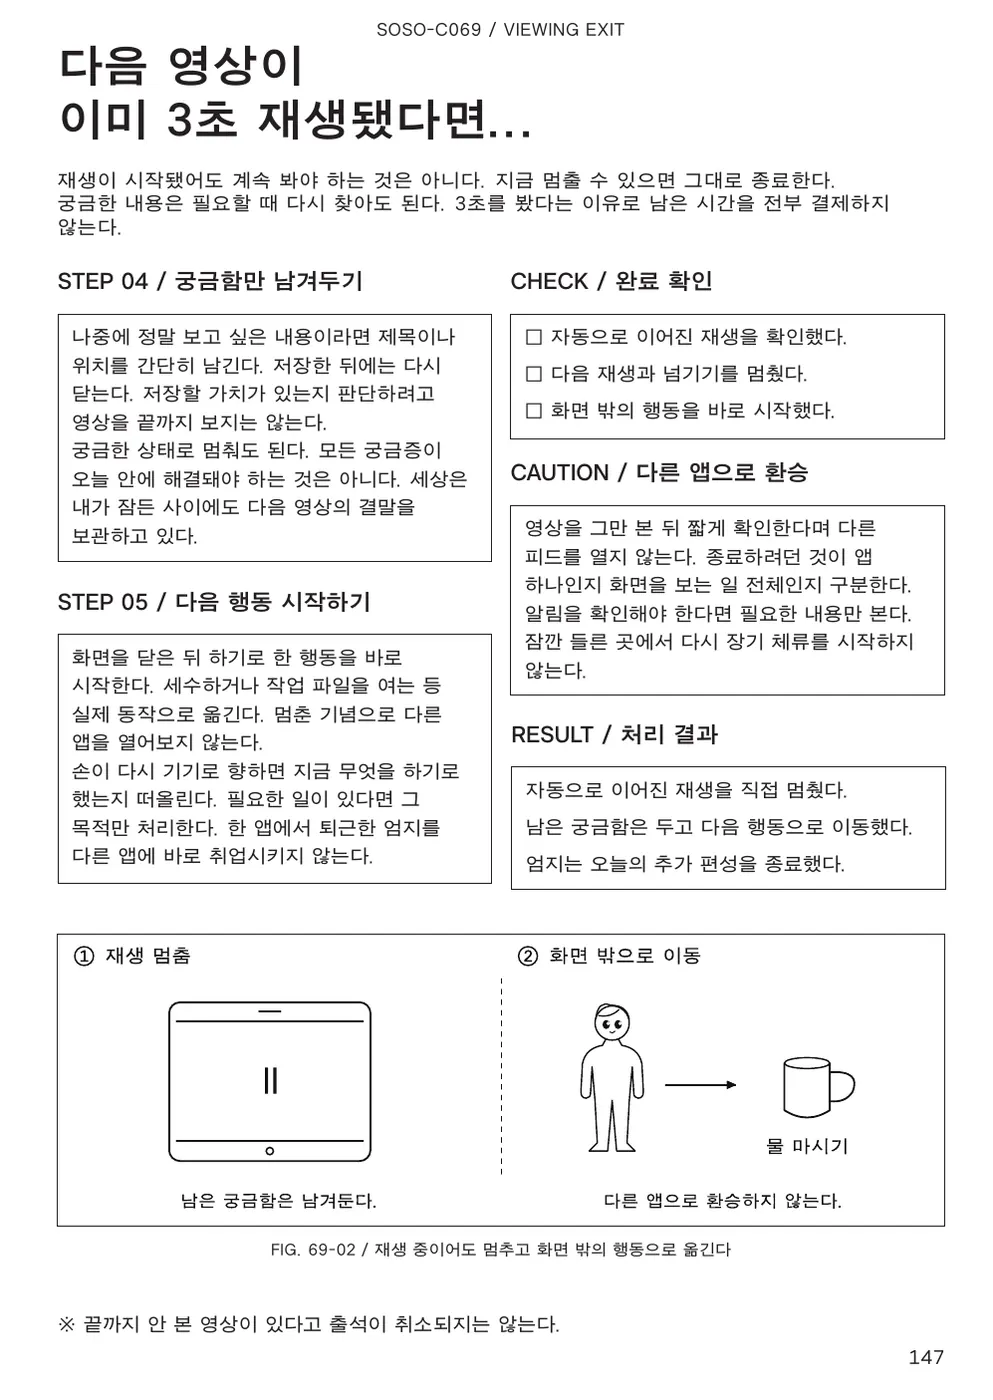 SOSO-C069 / VIEWING EXIT
다음 영상이
이미 3초 재생됐다면...
재생이 시작됐어도 계속 봐야 하는 것은 아니다. 지금 멈출 수 있으면 그대로 종료한다.
궁금한 내용은 필요할 때 다시 찾아도 된다. 3초를 봤다는 이유로 남은 시간을 전부 결제하지
않는다.
STEP 04 / 궁금함만 남겨두기
나중에 정말 보고 싶은 내용이라면 제목이나
위치를 간단히 남긴다. 저장한 뒤에는 다시
닫는다. 저장할 가치가 있는지 판단하려고
영상을 끝까지 보지는 않는다.
궁금한 상태로 멈춰도 된다. 모든 궁금증이
오늘 안에 해결돼야 하는 것은 아니다. 세상은
내가 잠든 사이에도 다음 영상의 결말을
보관하고 있다.
STEP 05 / 다음 행동 시작하기
화면을 닫은 뒤 하기로 한 행동을 바로
시작한다. 세수하거나 작업 파일을 여는 등
실제 동작으로 옮긴다. 멈춘 기념으로 다른
앱을 열어보지 않는다.
손이 다시 기기로 향하면 지금 무엇을 하기로
했는지 떠올린다. 필요한 일이 있다면 그
목적만 처리한다. 한 앱에서 퇴근한 엄지를
다른 앱에 바로 취업시키지 않는다.
CHECK / 완료 확인
□ 자동으로 이어진 재생을 확인했다.
□ 다음 재생과 넘기기를 멈췄다.
□ 화면 밖의 행동을 바로 시작했다.
CAUTION / 다른 앱으로 환승
영상을 그만 본 뒤 짧게 확인한다며 다른
피드를 열지 않는다. 종료하려던 것이 앱
하나인지 화면을 보는 일 전체인지 구분한다.
알림을 확인해야 한다면 필요한 내용만 본다.
잠깐 들른 곳에서 다시 장기 체류를 시작하지
않는다.
RESULT / 처리 결과
자동으로 이어진 재생을 직접 멈췄다.
남은 궁금함은 두고 다음 행동으로 이동했다.
엄지는 오늘의 추가 편성을 종료했다.
① 재생 멈춤
남은 궁금함은 남겨둔다.
② 화면 밖으로 이동
물 마시기
다른 앱으로 환승하지 않는다.
FIG. 69-02 / 재생 중이어도 멈추고 화면 밖의 행동으로 옮긴다
※ 끝까지 안 본 영상이 있다고 출석이 취소되지는 않는다.
147